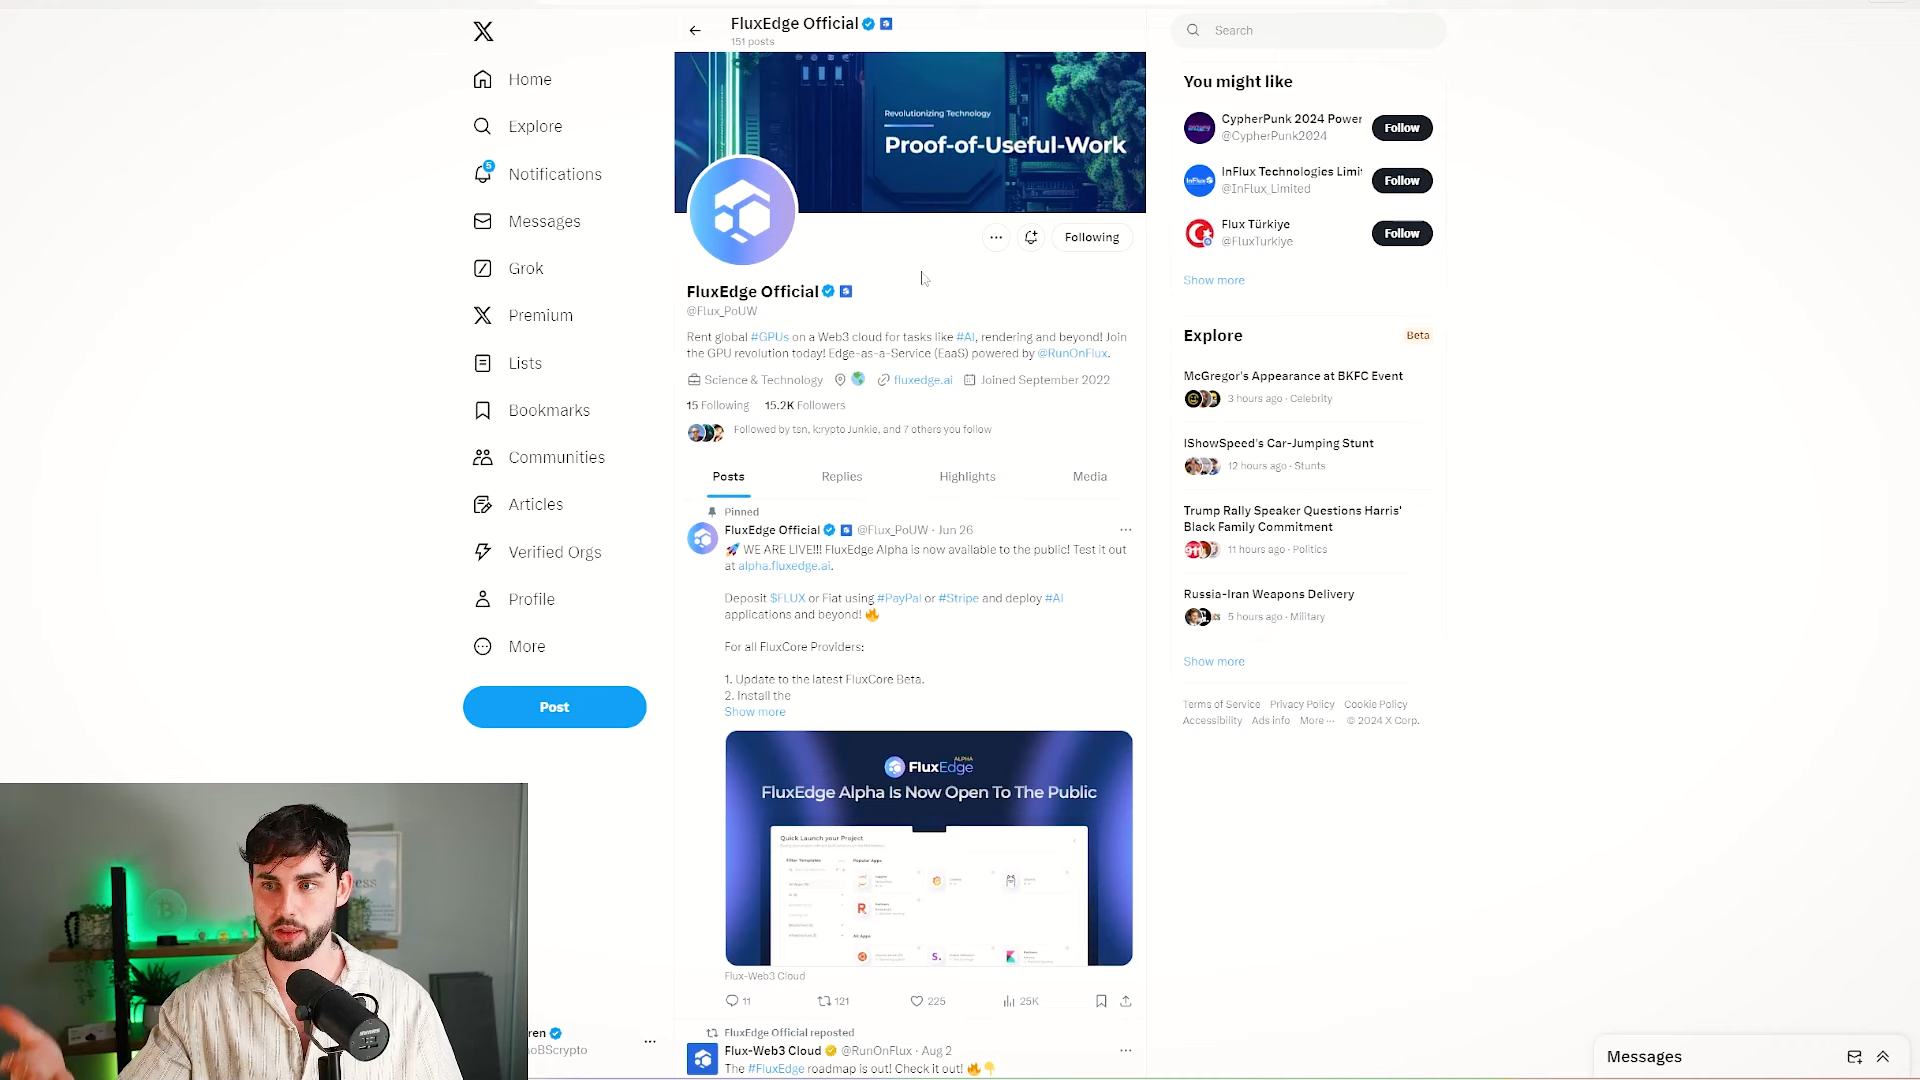 FluxEdge Official
151 posts
Search
Home
Explore
5
Notifications
Messages
Grok
Premium
Lists
Bookmarks
Communities
Articles
Verified Orgs
Profile
More
Post
Revolutionizing Technology
Proof-of-Useful-Work
Following
FluxEdge Official
@Flux_PoUW
Rent global #GPUs on a Web3 cloud for tasks like #AI, rendering and beyond! Join
the GPU revolution today! Edge-as-a-Service (EaaS) powered by @RunOnFlux.
Science & Technology fluxedge.ai Joined September 2022
15 Following 15.2K Followers
Followed by tsn, k:rypto Junkie, and 7 others you follow
Posts Replies Highlights Media
Pinned
FluxEdge Official @Flux_PoUW · Jun 26
WE ARE LIVE!!! FluxEdge Alpha is now available to the public! Test it out
at alpha.fluxedge.ai.
Deposit $FLUX or Fiat using #PayPal or #Stripe and deploy #AI
applications and beyond!
For all FluxCore Providers:
1. Update to the latest FluxCore Beta.
2. Install the
Show more
ALPHA
FluxEdge
FluxEdge Alpha Is Now Open To The Public
Quick Launch your Project
Filter Templates
Popular Apps
All Apps
Flux-Web3 Cloud
11 121 225 25K
FluxEdge Official reposted
Flux-Web3 Cloud @RunOnFlux · Aug 2
The #FluxEdge roadmap is out! Check it out!
You might like
CypherPunk 2024 Power
@CypherPunk2024
Follow
InFlux Technologies Limi
@InFlux_Limited
Follow
Flux Türkiye
@FluxTurkiye
Follow
Show more
Explore
Beta
McGregor's Appearance at BKFC Event
3 hours ago · Celebrity
IShowSpeed's Car-Jumping Stunt
12 hours ago · Stunts
Trump Rally Speaker Questions Harris'
Black Family Commitment
11 hours ago · Politics
Russia-Iran Weapons Delivery
5 hours ago · Military
Show more
Terms of Service Privacy Policy Cookie Policy
Accessibility Ads info More ··· © 2024 X Corp.
ren
oBScrypto
Messages